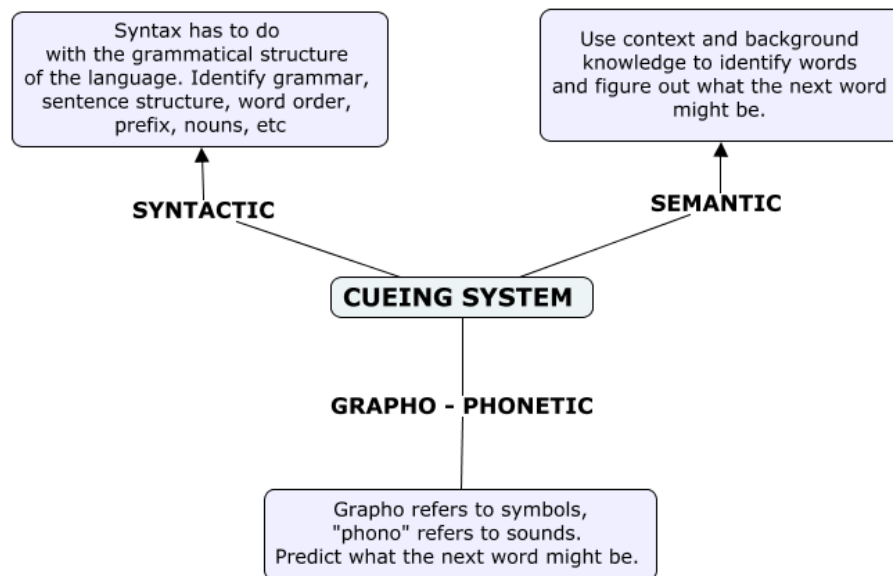 Syntax has to do
with the grammatical structure
of the language. Identify grammar,
sentence structure, word order,
prefix, nouns, etc
Use context and background
knowledge to identify words
and figure out what the next word
might be.
SYNTACTIC
SEMANTIC
CUEING SYSTEM
GRAPHO - PHONETIC
Grapho refers to symbols,
"phono" refers to sounds.
Predict what the next word might be.